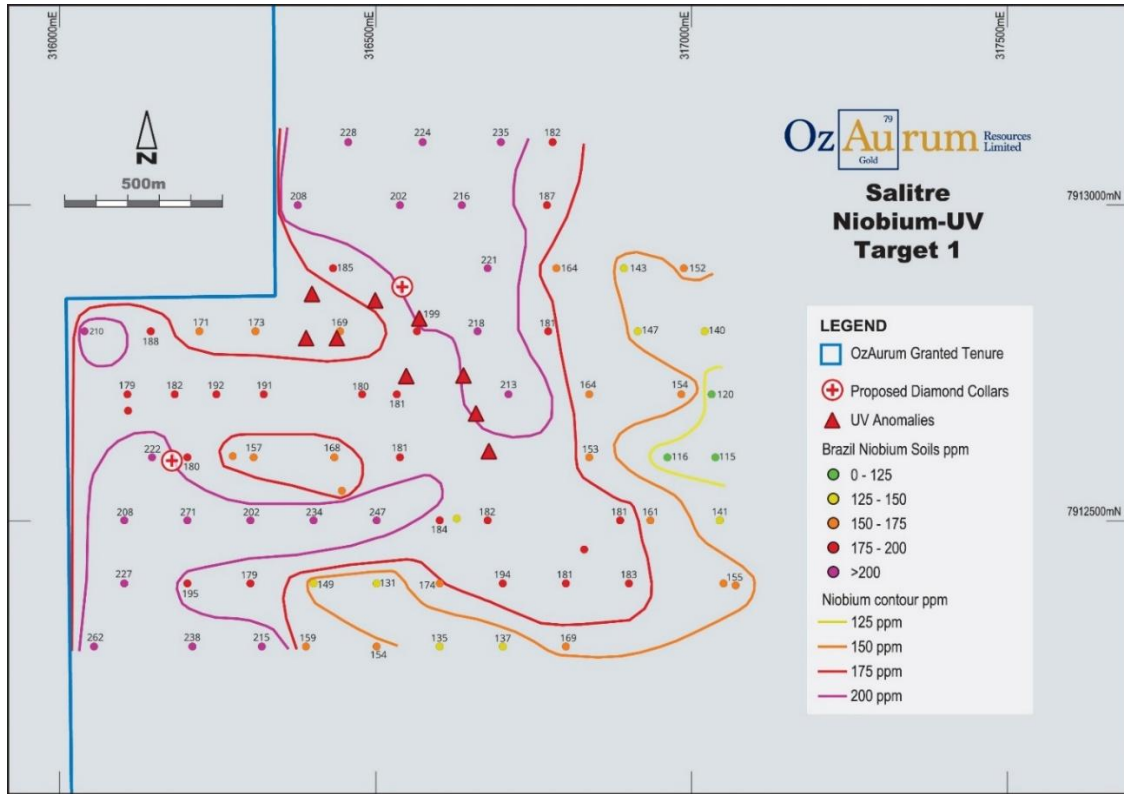 316000mE
316500mE
317000mE
317500mE
N
500m
79
Oz Au rum Resources Limited
Gold
Salitre
Niobium-UV
Target 1
7913000mN
7912500mN
228 224 235 182
208 202 216 187
185 221 164 143 152
199
210 188 171 173 169 218 181 147 140
179 182 192 191 180 181 213 164 154 120
222 180 157 168 181 153 116 115
208 271 202 234 247 184 182 181 161 141
227 195 179 149 131 174 194 181 183 155
262 238 215 159 154 135 137 169
LEGEND
OzAurum Granted Tenure
Proposed Diamond Collars
UV Anomalies
Brazil Niobium Soils ppm
0 - 125
125 - 150
150 - 175
175 - 200
>200
Niobium contour ppm
125 ppm
150 ppm
175 ppm
200 ppm